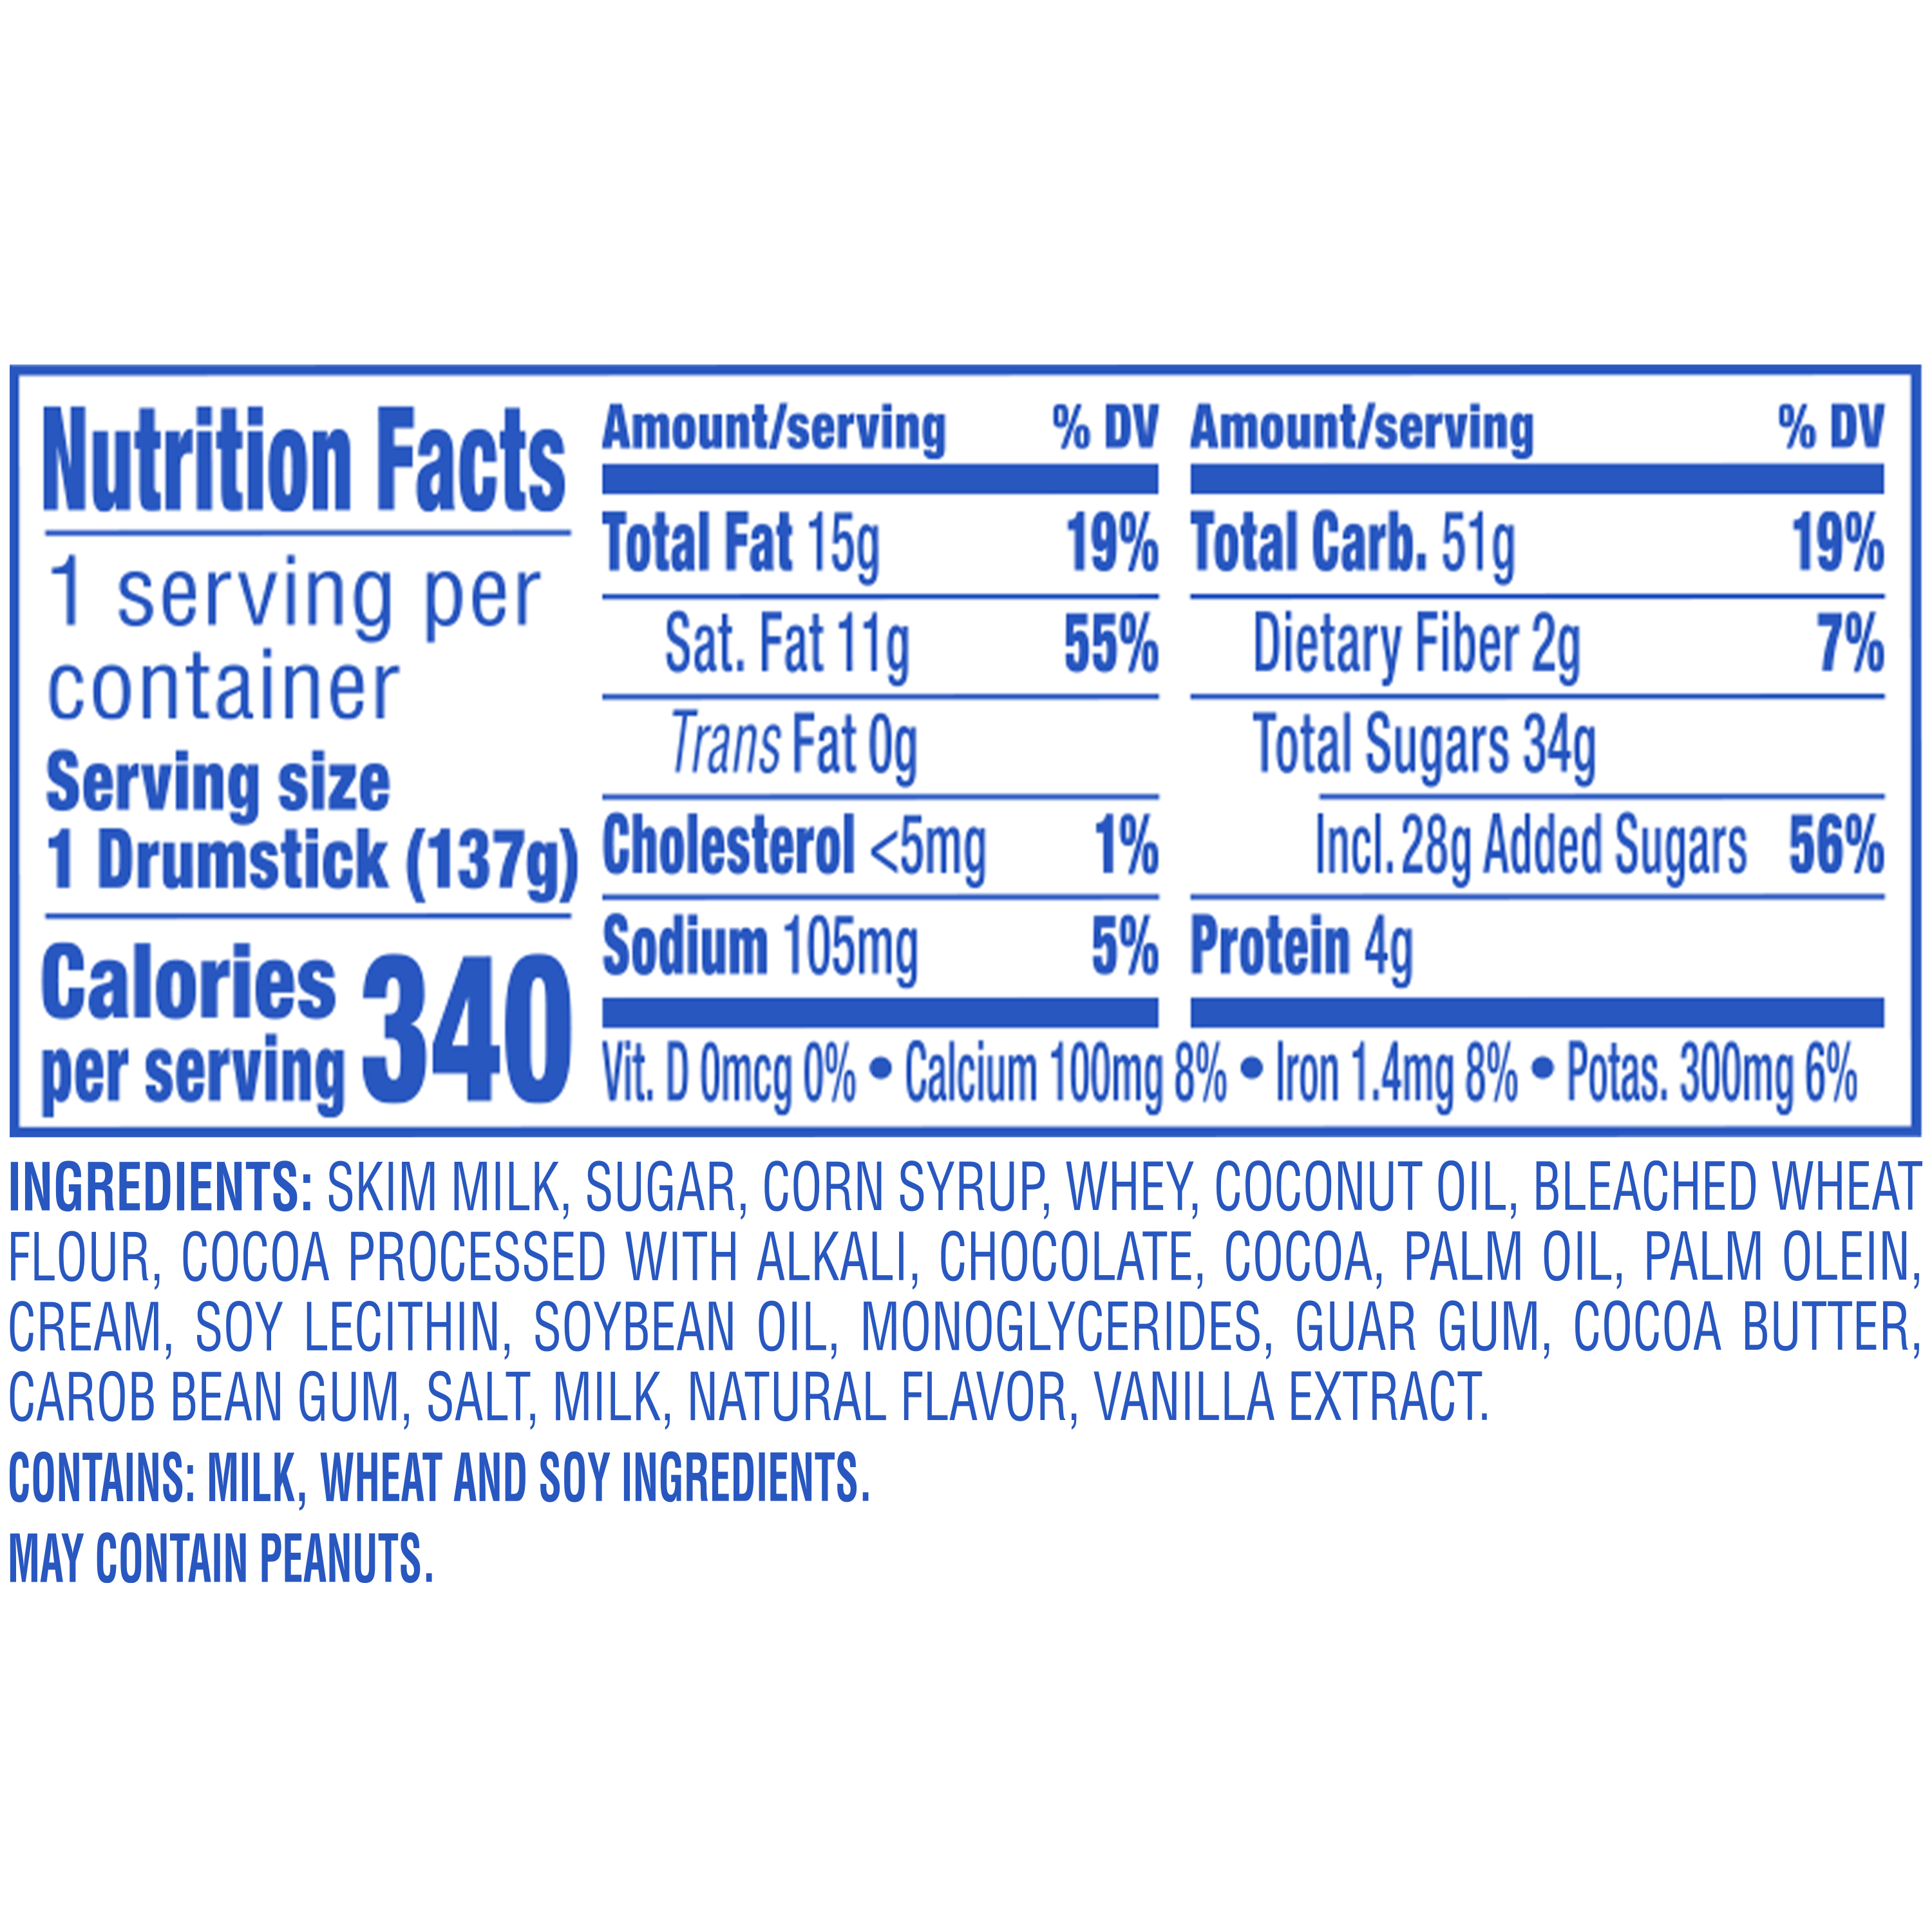 Nutrition Facts
1 serving per
container
Serving size
1 Drumstick (137g)
Calories
per serving 340
Amount/serving % DV
Total Fat 15g 19%
Sat. Fat 11g 55%
Trans Fat 0g
Cholesterol <5mg 1%
Sodium 105mg 5%
Amount/serving % DV
Total Carb. 51g 19%
Dietary Fiber 2g 7%
Total Sugars 34g
Incl. 28g Added Sugars 56%
Protein 4g
Vit. D 0mcg 0% • Calcium 100mg 8% • Iron 1.4mg 8% • Potas. 300mg 6%
INGREDIENTS: SKIM MILK, SUGAR, CORN SYRUP, WHEY, COCONUT OIL, BLEACHED WHEAT
FLOUR, COCOA PROCESSED WITH ALKALI, CHOCOLATE, COCOA, PALM OIL, PALM OLEIN,
CREAM, SOY LECITHIN, SOYBEAN OIL, MONOGLYCERIDES, GUAR GUM, COCOA BUTTER,
CAROB BEAN GUM, SALT, MILK, NATURAL FLAVOR, VANILLA EXTRACT.
CONTAINS: MILK, WHEAT AND SOY INGREDIENTS.
MAY CONTAIN PEANUTS.